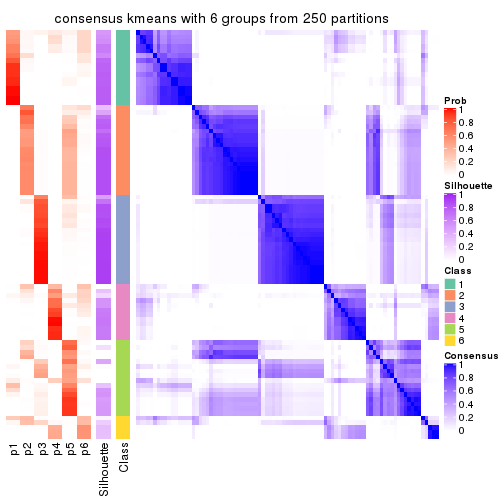 consensus kmeans with 6 groups from 250 partitions
Prob
1
0.8
0.6
0.4
0.2
0
Silhouette
1
0.8
0.6
0.4
0.2
0
Class
1
2
3
4
5
6
Consensus
1
0.8
0.6
0.4
0.2
0
p1
p2
p3
p4
p5
p6
Silhouette
Class